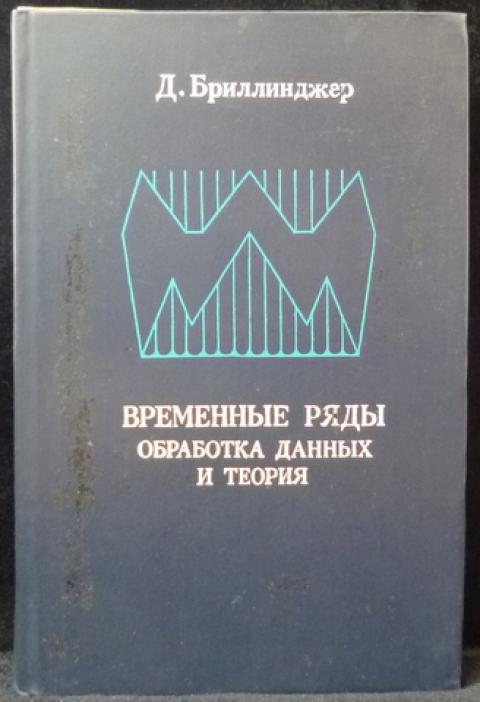 Д. Бриллинджер
ВРЕМЕННЫЕ РЯДЫ
ОБРАБОТКА ДАННЫХ
И ТЕОРИЯ